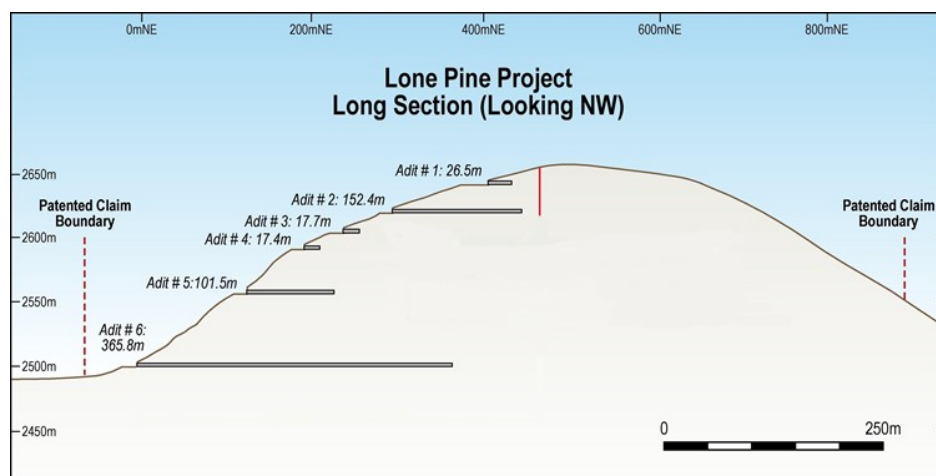 0mNE 200mNE 400mNE 600mNE 800mNE
Lone Pine Project
Long Section (Looking NW)
2650m
Adit # 1: 26.5m
Patented Claim
Boundary
Adit # 2: 152.4m
Patented Claim
Boundary
Adit # 3: 17.7m
2600m
Adit # 4: 17.4m
Adit # 5:101.5m
2550m
Adit # 6:
365.8m
2500m
0 250m
2450m